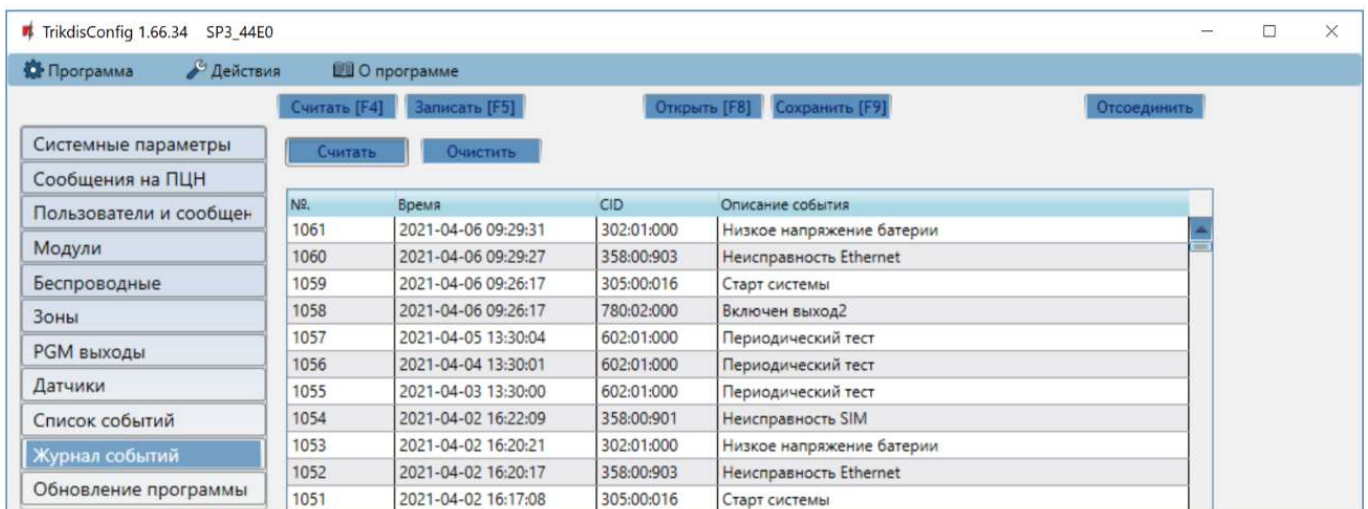 TrikdisConfig 1.66.34 SP3_44E0
Программа Действия О программе
Считать [F4] Записать [F5] Открыть [F8] Сохранить [F9] Отсоединить
Считать Очистить
Системные параметры
Сообщения на ПЦН
Пользователи и сообщен
Модули
Беспроводные
Зоны
PGM выходы
Датчики
Список событий
Журнал событий
Обновление программы
№. Время CID Описание события
1061 2021-04-06 09:29:31 302:01:000 Низкое напряжение батерии
1060 2021-04-06 09:29:27 358:00:903 Неисправность Ethernet
1059 2021-04-06 09:26:17 305:00:016 Старт системы
1058 2021-04-06 09:26:17 780:02:000 Включен выход2
1057 2021-04-05 13:30:04 602:01:000 Периодический тест
1056 2021-04-04 13:30:01 602:01:000 Периодический тест
1055 2021-04-03 13:30:00 602:01:000 Периодический тест
1054 2021-04-02 16:22:09 358:00:901 Неисправность SIM
1053 2021-04-02 16:20:21 302:01:000 Низкое напряжение батерии
1052 2021-04-02 16:20:17 358:00:903 Неисправность Ethernet
1051 2021-04-02 16:17:08 305:00:016 Старт системы